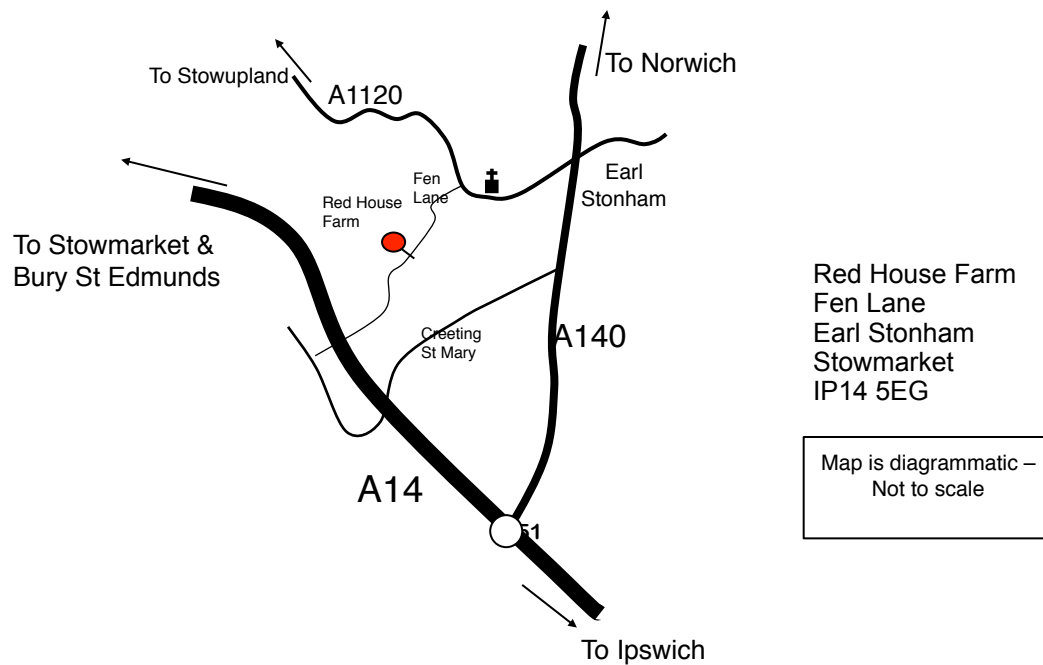 To Norwich
To Stowupland
A1120
Earl
Stonham
Fen
Lane
Red House
Farm
To Stowmarket &
Bury St Edmunds
Red House Farm
Fen Lane
Earl Stonham
Stowmarket
IP14 5EG
Creeting
St Mary
A140
Map is diagrammatic –
Not to scale
A14
51
To Ipswich